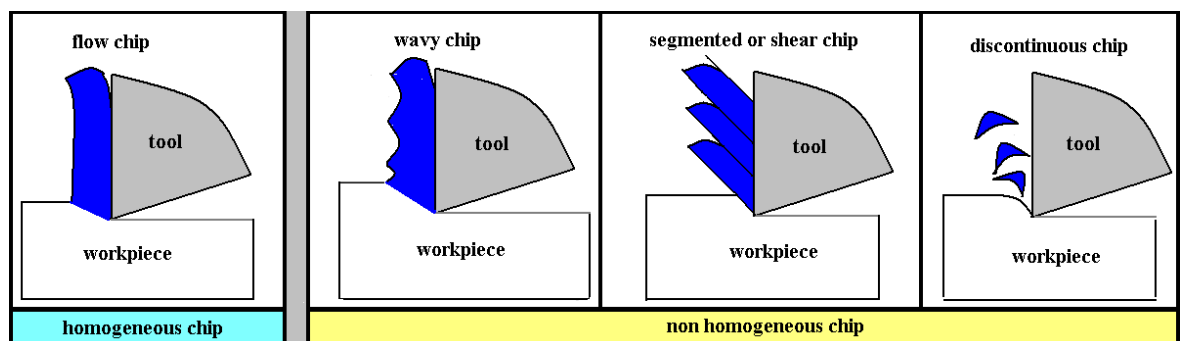 flow chip
tool
workpiece
homogeneous chip
wavy chip
tool
workpiece
segmented or shear chip
tool
workpiece
discontinuous chip
tool
workpiece
non homogeneous chip